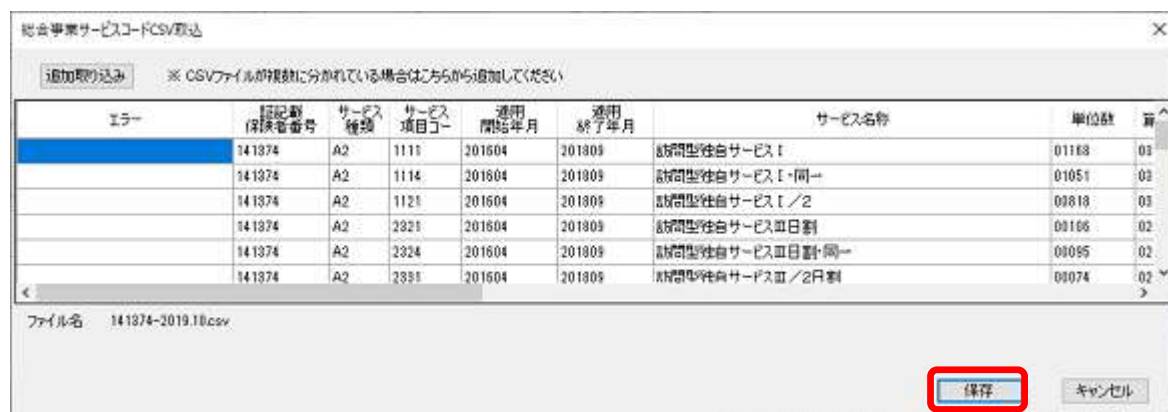 総合事業サービスコードCSV取込
追加取り込み ※ CSVファイルが複数に分かれている場合はこちらから追加してください
エラー 証記載保険者番号 サービス種類 サービス項目コー 適用開始年月 適用終了年月 サービス名称 単位数
141374 A2 1111 201604 201809 訪問型独自サービスⅠ 01168 03
141374 A2 1114 201604 201809 訪問型独自サービスⅠ・同一 01051 03
141374 A2 1121 201604 201809 訪問型独自サービスⅠ／2 00818 03
141374 A2 2321 201604 201809 訪問型独自サービスⅢ日割 00106 02
141374 A2 2324 201604 201809 訪問型独自サービスⅢ日割・同一 00095 02
141374 A2 2331 201604 201809 訪問型独自サービスⅢ／2日割 00074 02
ファイル名 141374-2019.10.csv
保存 キャンセル